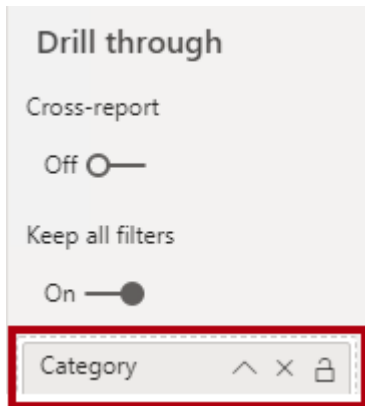 Drill through
Cross-report
Off
Keep all filters
On
Category